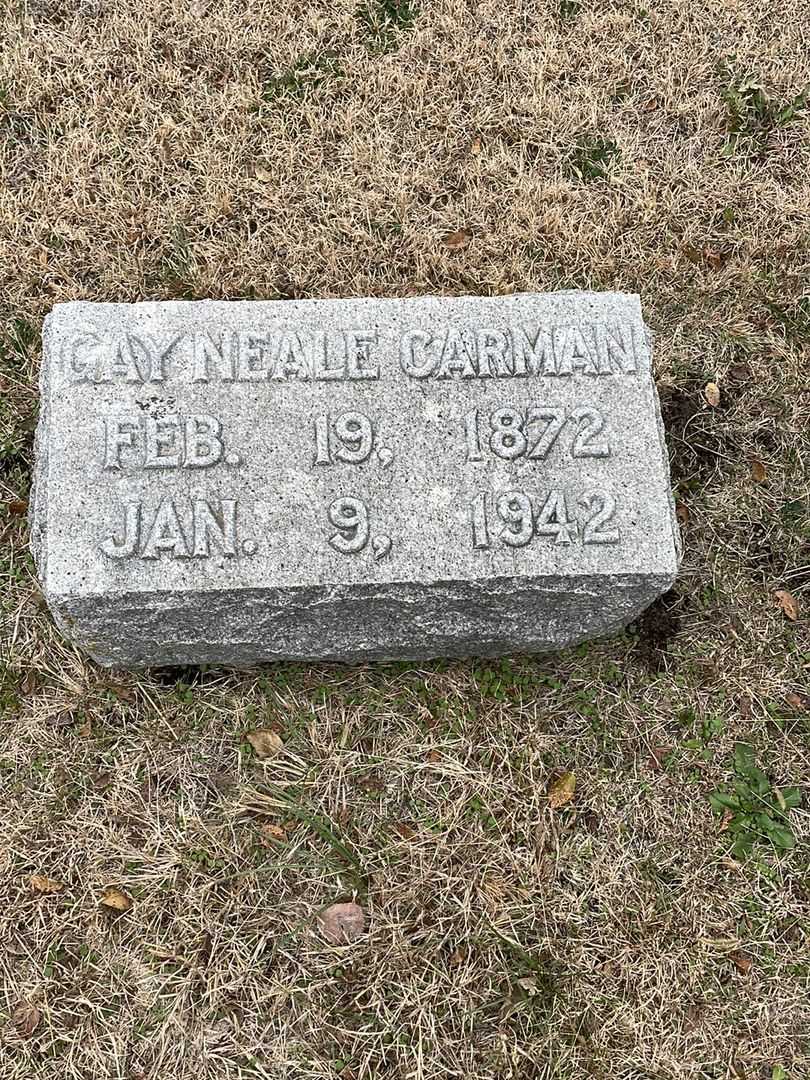 GAY NEALE CARMAN
FEB. 19, 1872
JAN. 9, 1942